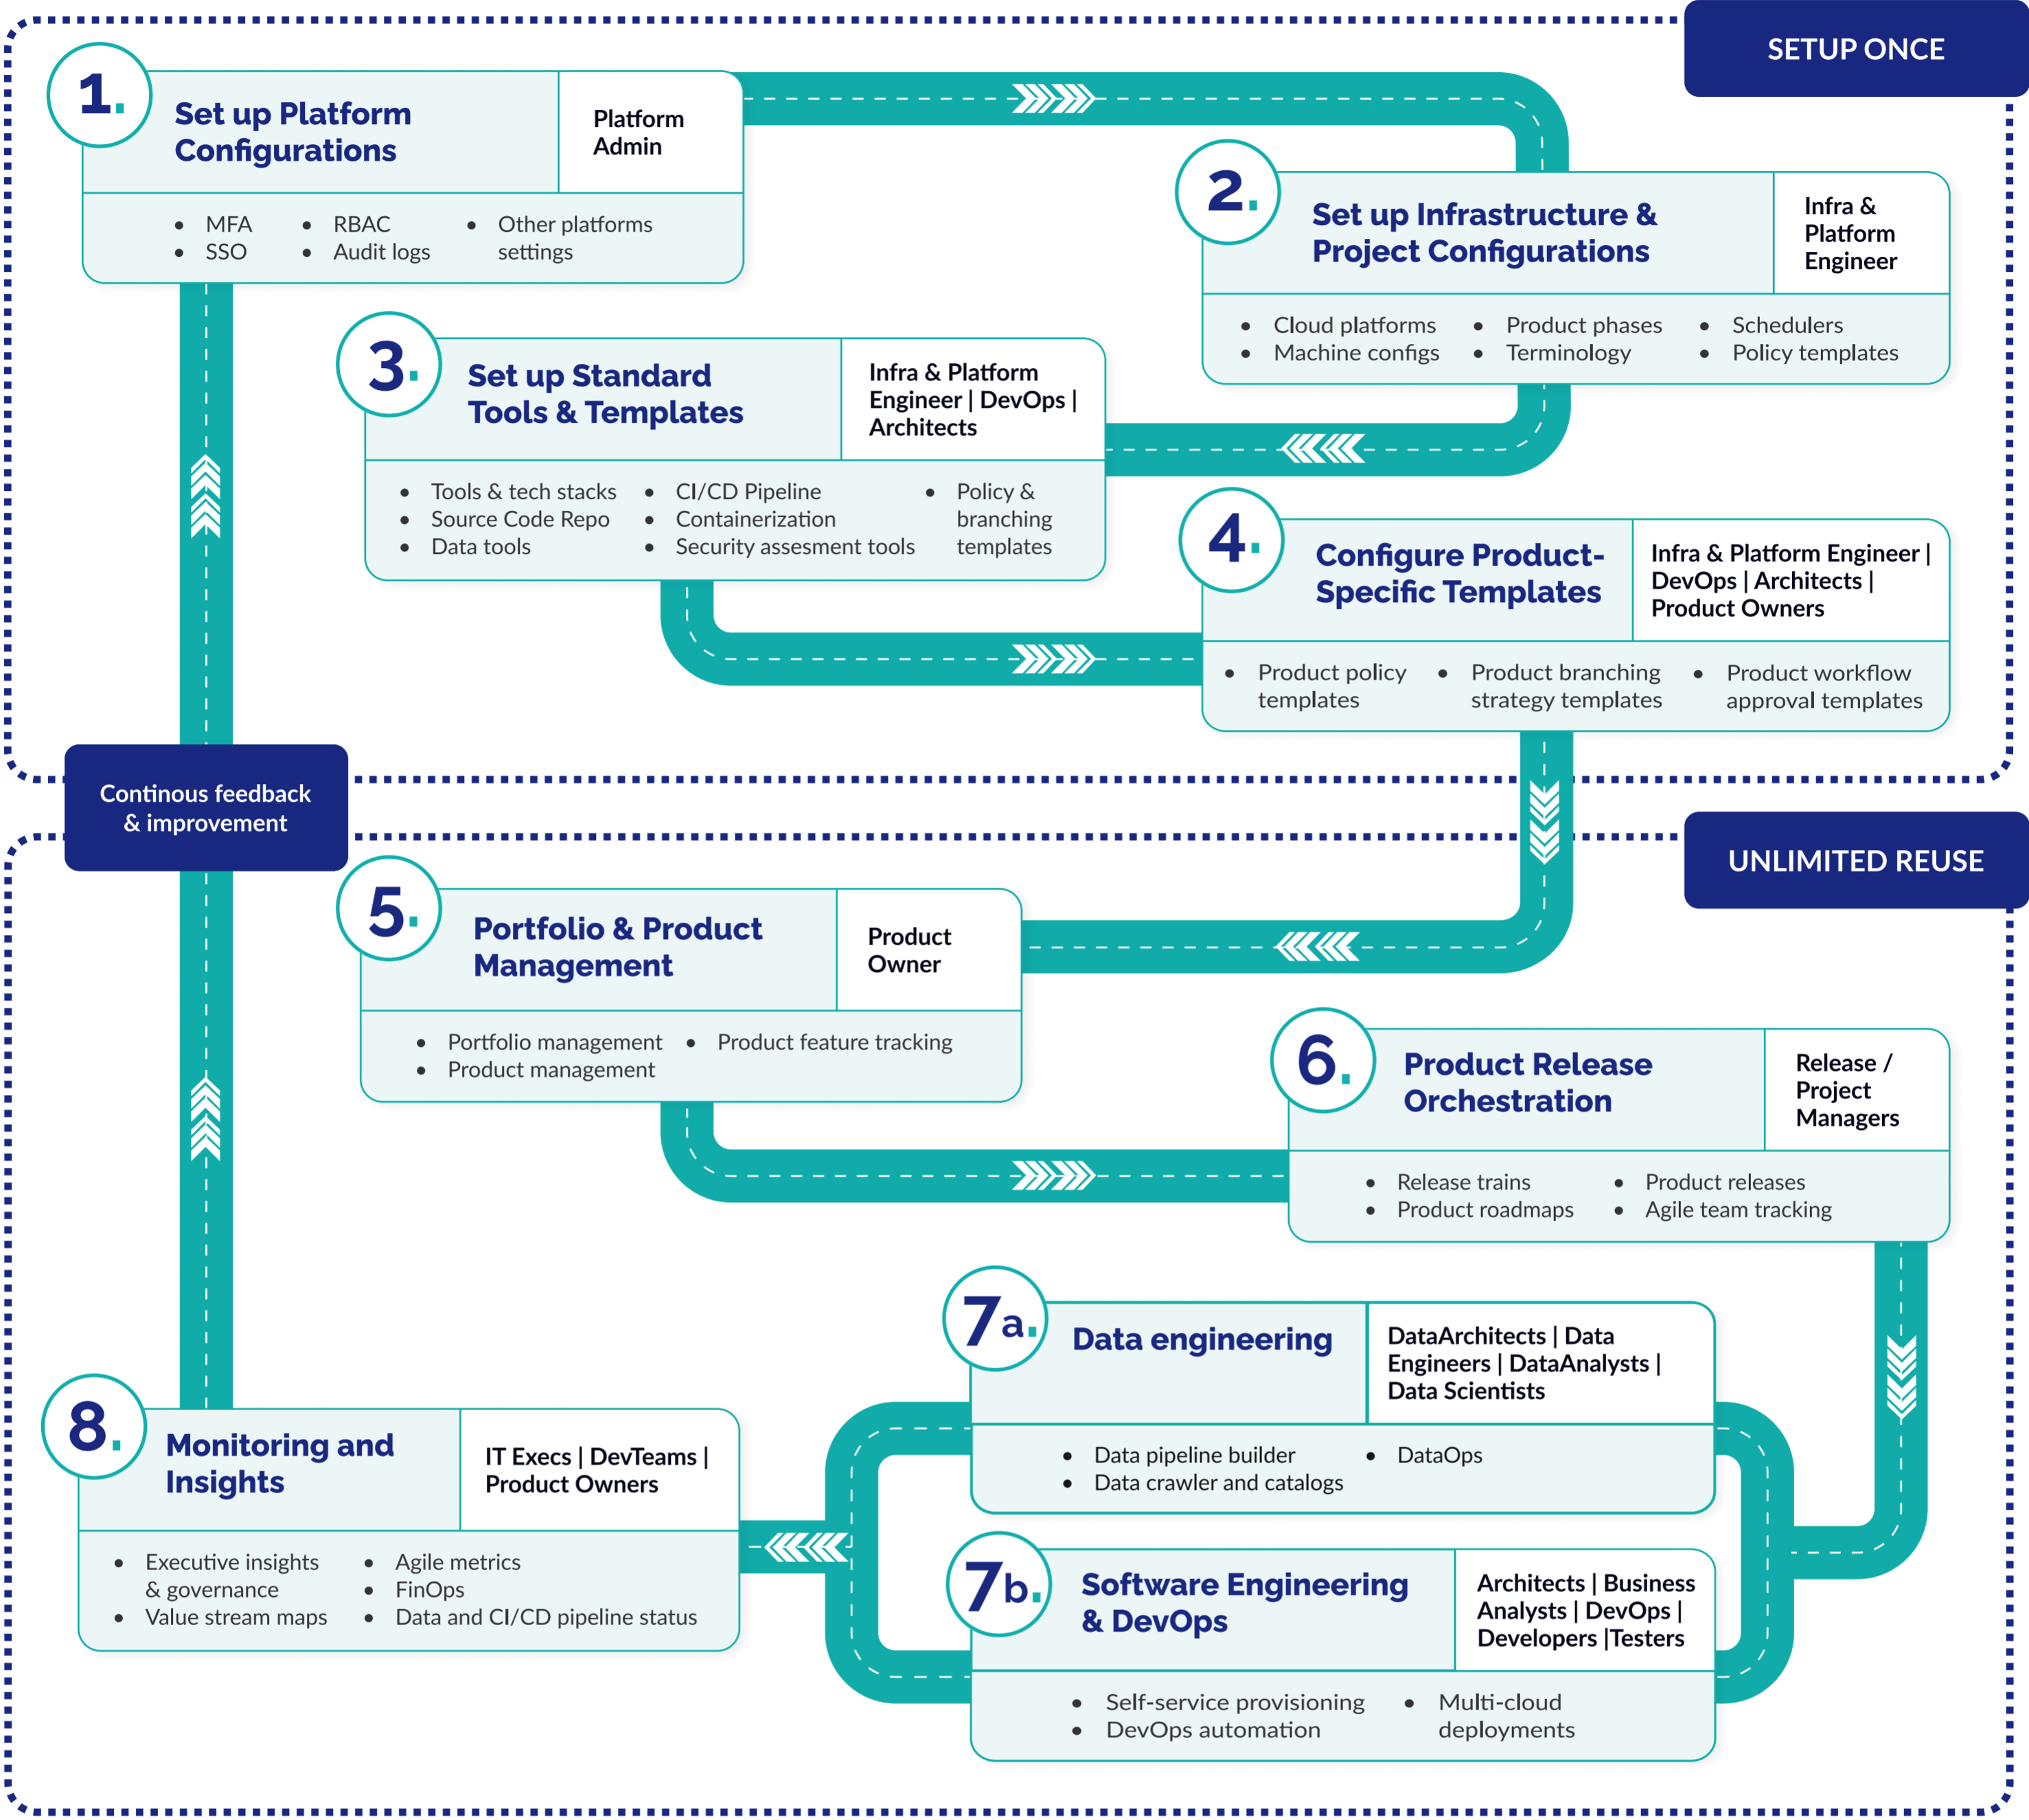 SETUP ONCE
1.
Set up Platform
Configurations
Platform
Admin
MFA
SSO
RBAC
Audit logs
Other platforms
settings
2.
Set up Infrastructure &
Project Configurations
Infra &
Platform
Engineer
Cloud platforms
Machine configs
Product phases
Terminology
Schedulers
Policy templates
3.
Set up Standard
Tools & Templates
Infra & Platform
Engineer | DevOps |
Architects
Tools & tech stacks
Source Code Repo
Data tools
CI/CD Pipeline
Containerization
Security assesment tools
Policy &
branching
templates
4.
Configure Product-
Specific Templates
Infra & Platform Engineer |
DevOps | Architects |
Product Owners
Product policy
templates
Product branching
strategy templates
Product workflow
approval templates
Continous feedback
& improvement
UNLIMITED REUSE
5.
Portfolio & Product
Management
Product
Owner
Portfolio management
Product management
Product feature tracking
6.
Product Release
Orchestration
Release /
Project
Managers
Release trains
Product roadmaps
Product releases
Agile team tracking
7a.
Data engineering
DataArchitects | Data
Engineers | DataAnalysts |
Data Scientists
Data pipeline builder
Data crawler and catalogs
DataOps
7b.
Software Engineering
& DevOps
Architects | Business
Analysts | DevOps |
Developers |Testers
Self-service provisioning
DevOps automation
Multi-cloud
deployments
8.
Monitoring and
Insights
IT Execs | DevTeams |
Product Owners
Executive insights
& governance
Value stream maps
Agile metrics
FinOps
Data and CI/CD pipeline status